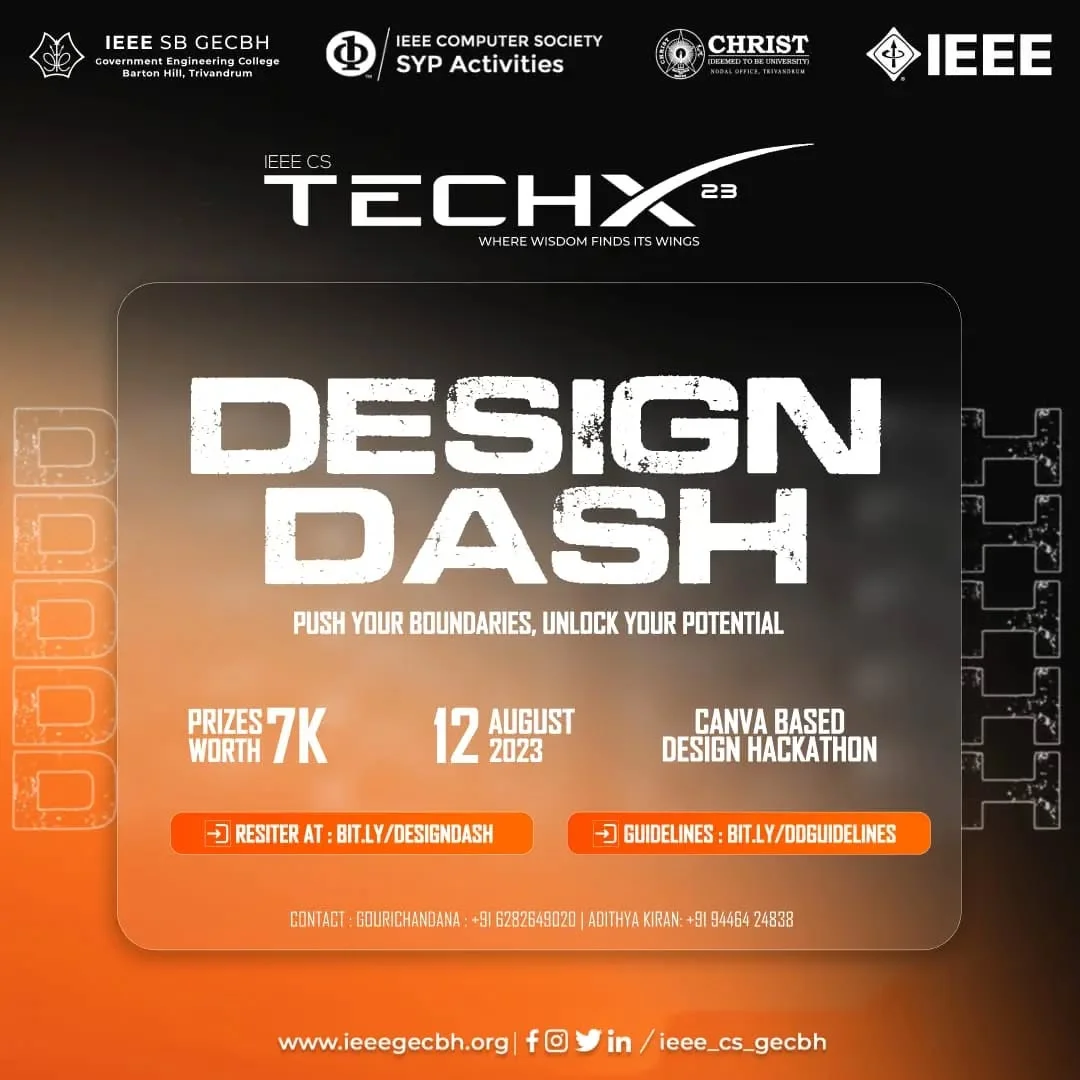 IEEE SB GECBH
Government Engineering College
Barton Hill, Trivandrum
IEEE COMPUTER SOCIETY
SYP Activities
TM
CHRIST
(DEEMED TO BE UNIVERSITY)
NODAL OFFICE, TRIVANDRUM
IEEE
IEEE CS
TECHX 23
WHERE WISDOM FINDS ITS WINGS
DESIGN
DASH
PUSH YOUR BOUNDARIES, UNLOCK YOUR POTENTIAL
PRIZES
WORTH 7K
12 AUGUST
2023
CANVA BASED
DESIGN HACKATHON
RESITER AT : BIT.LY/DESIGNDASH
GUIDELINES : BIT.LY/DDGUIDELINES
CONTACT : GOURICHANDANA : +91 6282649020 | ADITHYA KIRAN: +91 94464 24838
www.ieeegecbh.org| f in / ieee_cs_gecbh
D
D
D
D
D
H
H
H
H
H